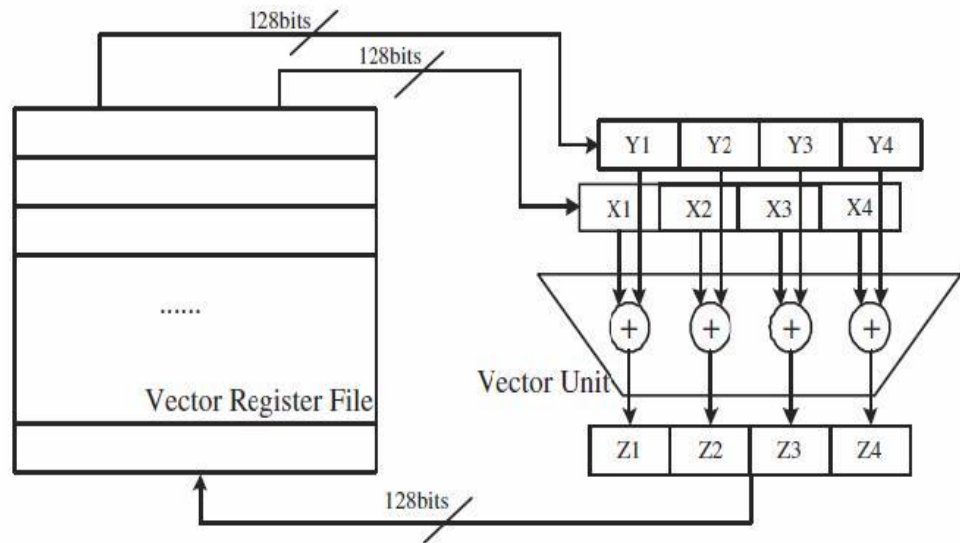 128bits
128bits
Y1 Y2 Y3 Y4
X1 X2 X3 X4
......
+ + + +
Vector Unit
Vector Register File
Z1 Z2 Z3 Z4
128bits